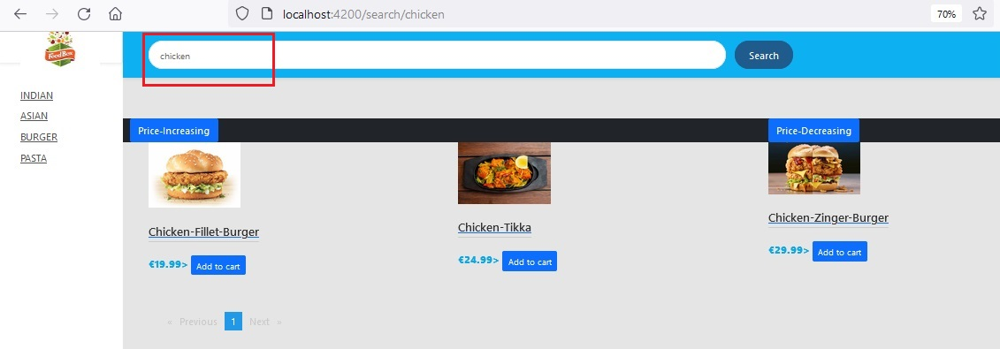 localhost:4200/search/chicken
70%
FoodBox
chicken
Search
INDIAN
ASIAN
BURGER
PASTA
Price-Increasing
Price-Decreasing
Chicken-Fillet-Burger
Chicken-Tikka
Chicken-Zinger-Burger
€19.99> Add to cart
€24.99> Add to cart
€29.99> Add to cart
« Previous 1 Next »